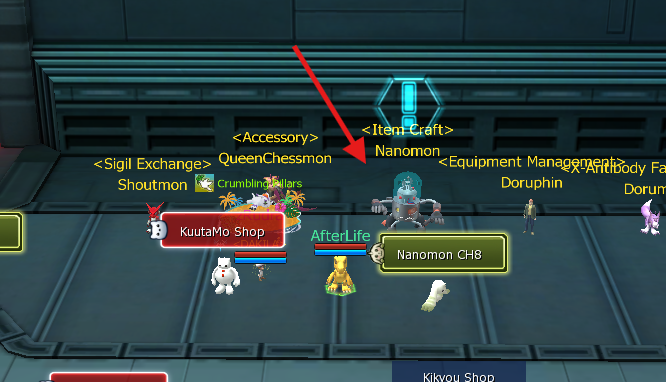 <Item Craft>
Nanomon
<Accessory>
QueenChessmon
<Equipment Management>
Doruphin
<Sigil Exchange>
Shoutmon
Crumbling
<X-Antibody Fa
Dorum
KuutaMo Shop
AfterLife
Nanomon CH8
Kikyou Shop